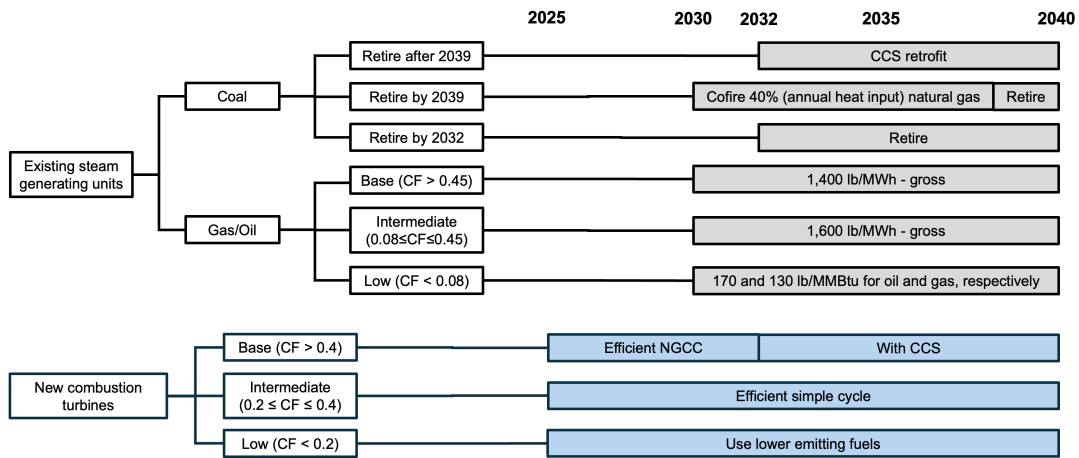 2025 2030 2032 2035 2040
Retire after 2039
CCS retrofit
Coal
Retire by 2039
Cofire 40% (annual heat input) natural gas
Retire
Retire by 2032
Retire
Existing steam
generating units
Base (CF > 0.45)
1,400 lb/MWh - gross
Gas/Oil
Intermediate
(0.08≤CF≤0.45)
1,600 lb/MWh - gross
Low (CF < 0.08)
170 and 130 lb/MMBtu for oil and gas, respectively
Base (CF > 0.4)
Efficient NGCC
With CCS
New combustion
turbines
Intermediate
(0.2 ≤ CF ≤ 0.4)
Efficient simple cycle
Low (CF < 0.2)
Use lower emitting fuels